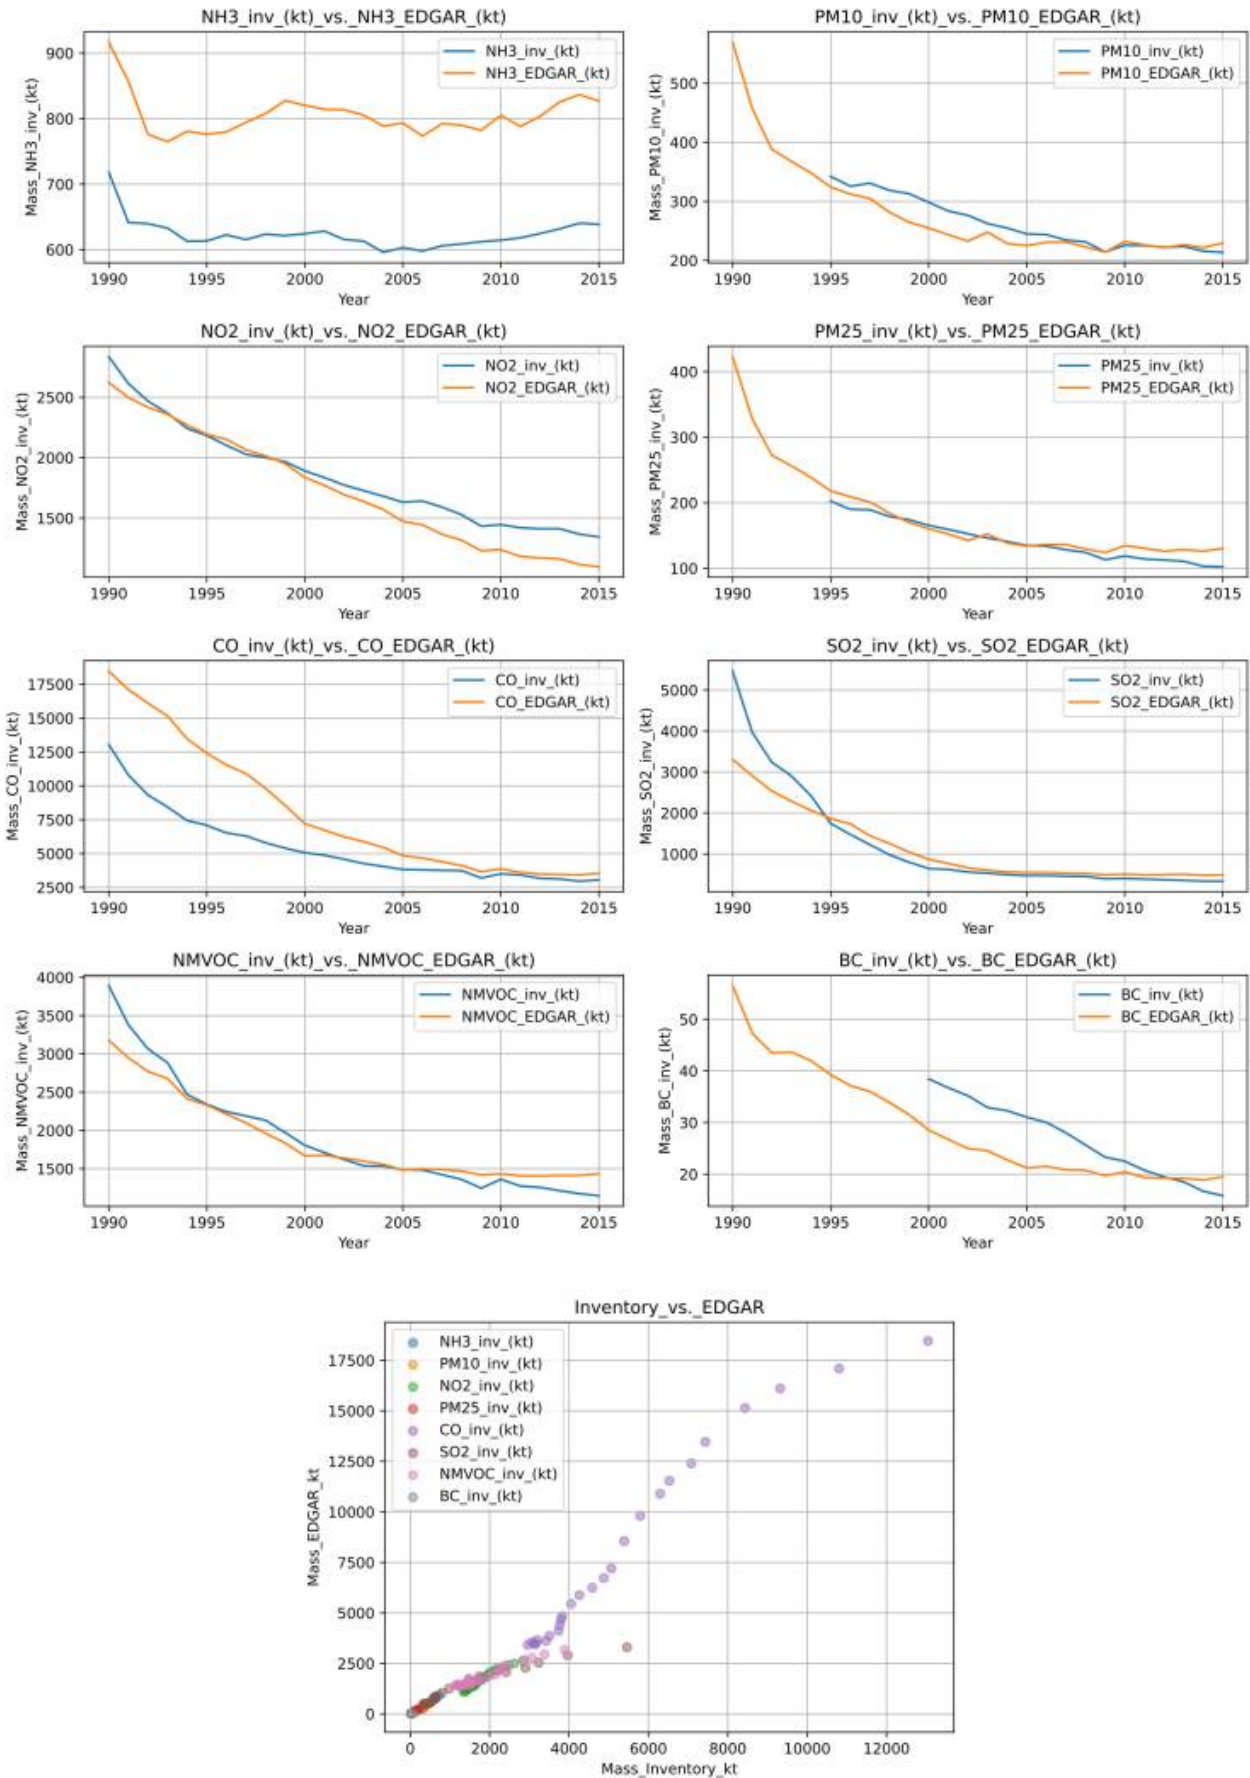 NH3_inv_(kt)_vs._NH3_EDGAR_(kt)
Mass_NH3_inv_(kt)
900
800
700
600
NH3_inv_(kt)
NH3_EDGAR_(kt)
1990 1995 2000 2005 2010 2015
Year
PM10_inv_(kt)_vs._PM10_EDGAR_(kt)
Mass_PM10_inv_(kt)
500
400
300
200
PM10_inv_(kt)
PM10_EDGAR_(kt)
1990 1995 2000 2005 2010 2015
Year
NO2_inv_(kt)_vs._NO2_EDGAR_(kt)
Mass_NO2_inv_(kt)
2500
2000
1500
NO2_inv_(kt)
NO2_EDGAR_(kt)
1990 1995 2000 2005 2010 2015
Year
PM25_inv_(kt)_vs._PM25_EDGAR_(kt)
Mass_PM25_inv_(kt)
400
300
200
100
PM25_inv_(kt)
PM25_EDGAR_(kt)
1990 1995 2000 2005 2010 2015
Year
CO_inv_(kt)_vs._CO_EDGAR_(kt)
Mass_CO_inv_(kt)
17500
15000
12500
10000
7500
5000
2500
CO_inv_(kt)
CO_EDGAR_(kt)
1990 1995 2000 2005 2010 2015
Year
SO2_inv_(kt)_vs._SO2_EDGAR_(kt)
Mass_SO2_inv_(kt)
5000
4000
3000
2000
1000
SO2_inv_(kt)
SO2_EDGAR_(kt)
1990 1995 2000 2005 2010 2015
Year
NMVOC_inv_(kt)_vs._NMVOC_EDGAR_(kt)
Mass_NMVOC_inv_(kt)
4000
3500
3000
2500
2000
1500
NMVOC_inv_(kt)
NMVOC_EDGAR_(kt)
1990 1995 2000 2005 2010 2015
Year
BC_inv_(kt)_vs._BC_EDGAR_(kt)
Mass_BC_inv_(kt)
50
40
30
20
BC_inv_(kt)
BC_EDGAR_(kt)
1990 1995 2000 2005 2010 2015
Year
Inventory_vs._EDGAR
Mass_EDGAR_kt
17500
15000
12500
10000
7500
5000
2500
0
NH3_inv_(kt)
PM10_inv_(kt)
NO2_inv_(kt)
PM25_inv_(kt)
CO_inv_(kt)
SO2_inv_(kt)
NMVOC_inv_(kt)
BC_inv_(kt)
0 2000 4000 6000 8000 10000 12000
Mass_Inventory_kt